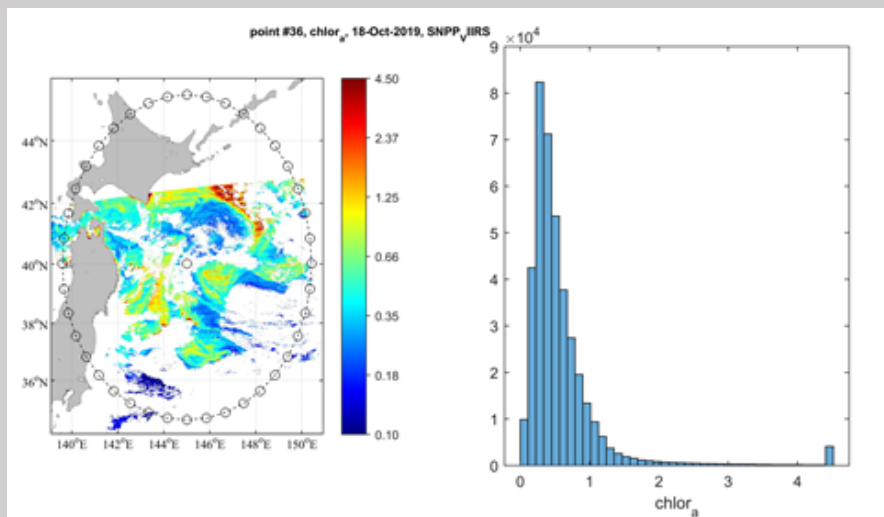 point #36, chlor_a, 18-Oct-2019, SNPP_VIIRS
44°N
42°N
40°N
38°N
36°N
140°E 142°E 144°E 146°E 148°E 150°E
4.50
2.37
1.25
0.66
0.35
0.18
0.10
×10^4
9
8
7
6
5
4
3
2
1
0
0 1 2 3 4
chlor_a